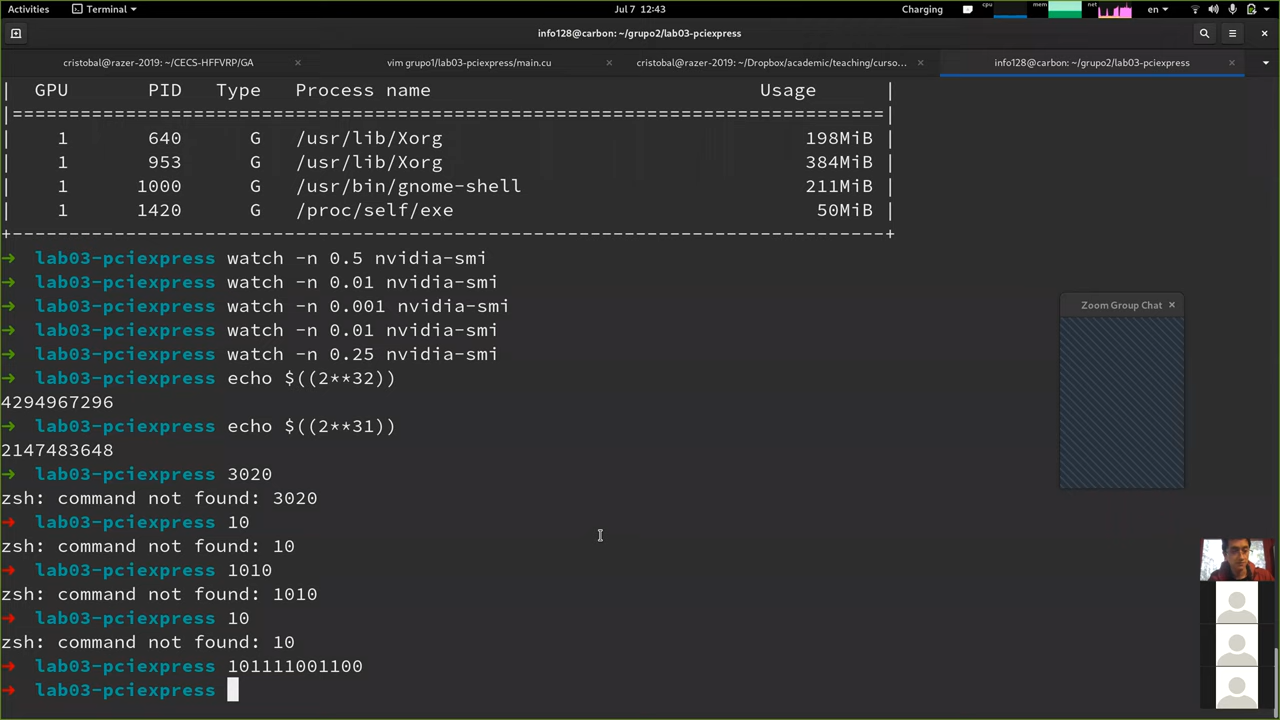 Activities Terminal Jul 7 12:43 Charging cpu mem net en
info128@carbon: ~/grupo2/lab03-pciexpress
cristobal@razer-2019: ~/CECS-HFFVRP/GA × vim grupo1/lab03-pciexpress/main.cu × cristobal@razer-2019: ~/Dropbox/academic/teaching/curso... × info128@carbon: ~/grupo2/lab03-pciexpress ×
| GPU PID Type Process name Usage |
|=============================================================================|
| 1 640 G /usr/lib/Xorg 198MiB |
| 1 953 G /usr/lib/Xorg 384MiB |
| 1 1000 G /usr/bin/gnome-shell 211MiB |
| 1 1420 G /proc/self/exe 50MiB |
+-----------------------------------------------------------------------------+
→ lab03-pciexpress watch -n 0.5 nvidia-smi
→ lab03-pciexpress watch -n 0.01 nvidia-smi
→ lab03-pciexpress watch -n 0.001 nvidia-smi
→ lab03-pciexpress watch -n 0.01 nvidia-smi
→ lab03-pciexpress watch -n 0.25 nvidia-smi
→ lab03-pciexpress echo $((2**32))
4294967296
→ lab03-pciexpress echo $((2**31))
2147483648
→ lab03-pciexpress 3020
zsh: command not found: 3020
→ lab03-pciexpress 10
zsh: command not found: 10
→ lab03-pciexpress 1010
zsh: command not found: 1010
→ lab03-pciexpress 10
zsh: command not found: 10
→ lab03-pciexpress 101111001100
→ lab03-pciexpress
Zoom Group Chat ×